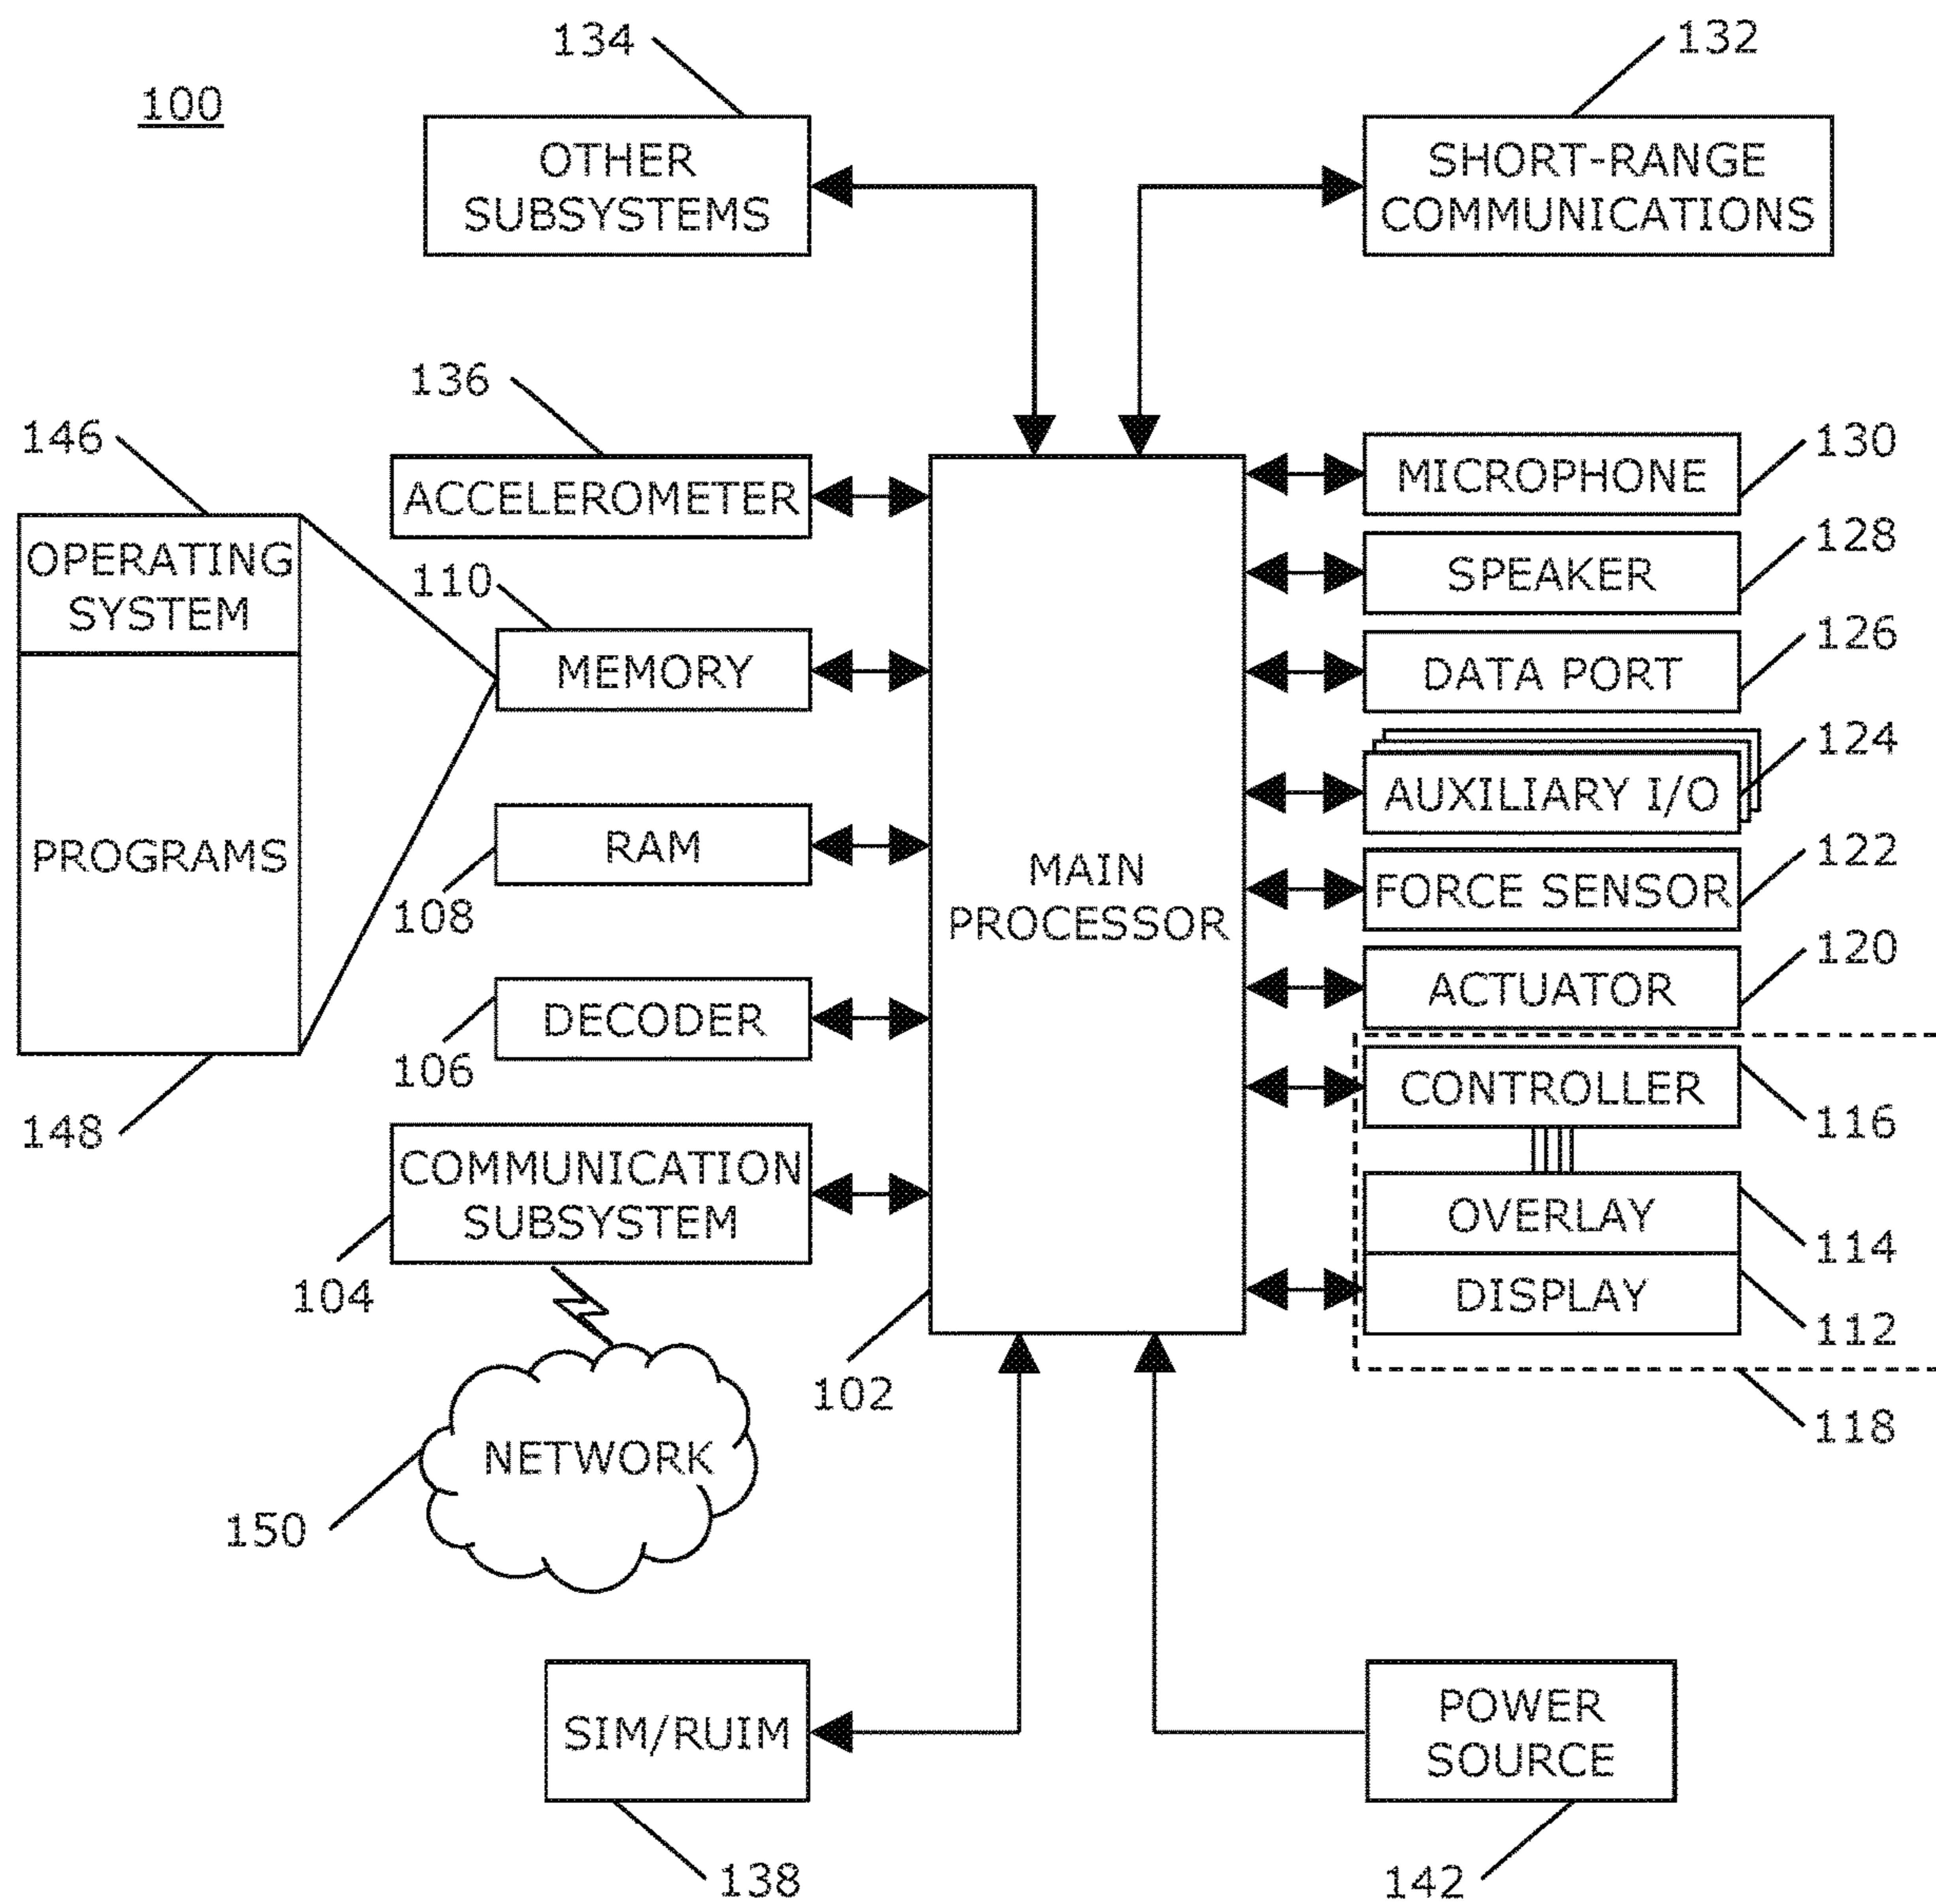 134
132
100
OTHER
SUBSYSTEMS
SHORT-RANGE
COMMUNICATIONS
136
146
130
ACCELEROMETER
MICROPHONE
OPERATING
SYSTEM
110
128
SPEAKER
126
MEMORY
DATA PORT
124
AUXILIARY I/O
PROGRAMS
RAM
MAIN
PROCESSOR
122
FORCE SENSOR
108
120
ACTUATOR
DECODER
106
CONTROLLER
116
148
COMMUNICATION
SUBSYSTEM
OVERLAY
114
104
DISPLAY
112
102
118
NETWORK
150
SIM/RUIM
POWER
SOURCE
138
142